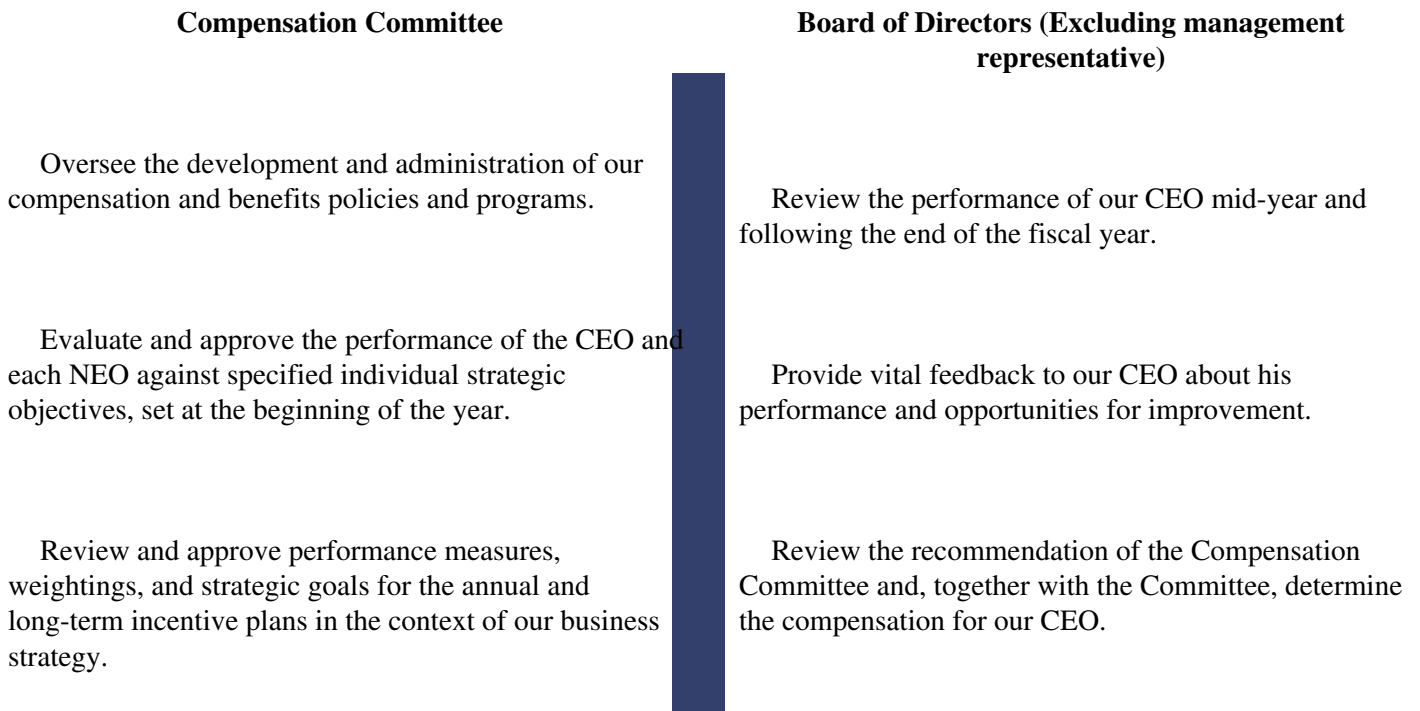 Compensation Committee
Oversee the development and administration of our
compensation and benefits policies and programs.
Evaluate and approve the performance of the CEO and
each NEO against specified individual strategic
objectives, set at the beginning of the year.
Review and approve performance measures,
weightings, and strategic goals for the annual and
long-term incentive plans in the context of our business
strategy.
Board of Directors (Excluding management
representative)
Review the performance of our CEO mid-year and
following the end of the fiscal year.
Provide vital feedback to our CEO about his
performance and opportunities for improvement.
Review the recommendation of the Compensation
Committee and, together with the Committee, determine
the compensation for our CEO.